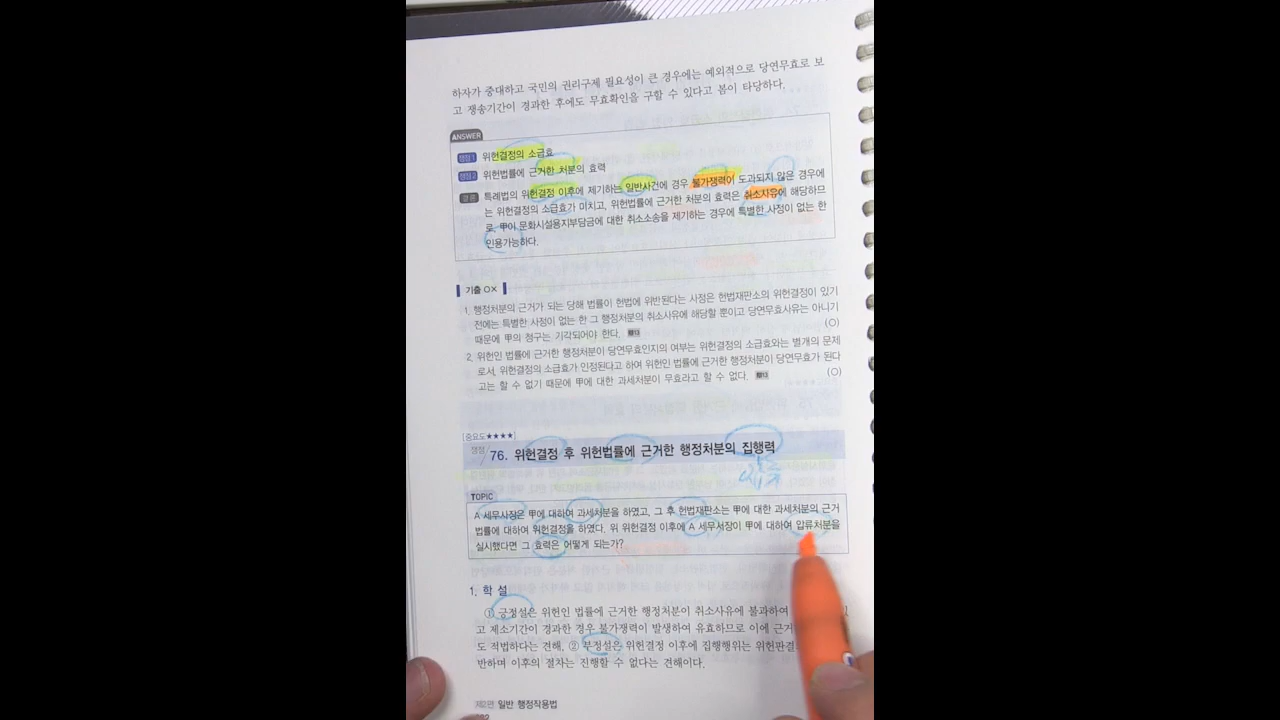 하자가 중대하고 국민의 권리구제 필요성이 큰 경우에는 예외적으로 당연무효로 보
고 쟁송기간이 경과한 후에도 무효확인을 구할 수 있다고 봄이 타당하다.
ANSWER
쟁점1 위헌결정의 소급효
쟁점2 위헌법률에 근거한 처분의 효력
결론 특례법의 위헌결정 이후에 제기하는 일반사건에 경우 불가쟁력이 도과되지 않은 경우에
는 위헌결정의 소급효가 미치고, 위헌법률에 근거한 처분의 효력은 취소사유에 해당하므
로, 甲이 문화시설용지부담금에 대한 취소소송을 제기하는 경우에 특별한 사정이 없는 한
인용가능하다.
기출 OX
1. 행정처분의 근거가 되는 당해 법률이 헌법에 위반된다는 사정은 헌법재판소의 위헌결정이 있기
전에는 특별한 사정이 없는 한 그 행정처분의 취소사유에 해당할 뿐이고 당연무효사유는 아니기
때문에 甲의 청구는 기각되어야 한다. (O)
2. 위헌인 법률에 근거한 행정처분이 당연무효인지의 여부는 위헌결정의 소급효와는 별개의 문제
로서, 위헌결정의 소급효가 인정된다고 하여 위헌인 법률에 근거한 행정처분이 당연무효가 된다
고는 할 수 없기 때문에 甲에 대한 과세처분이 무효라고 할 수 없다. (O)
[중요도★★★★]
쟁점 76. 위헌결정 후 위헌법률에 근거한 행정처분의 집행력
TOPIC
A 세무사장은 甲에 대하여 과세처분을 하였고, 그 후 헌법재판소는 甲에 대한 과세처분의 근거
법률에 대하여 위헌결정을 하였다. 위 위헌결정 이후에 A 세무서장이 甲에 대하여 압류처분을
실시했다면 그 효력은 어떻게 되는가?
1. 학 설
① 긍정설은 위헌인 법률에 근거한 행정처분이 취소사유에 불과하여 있
고 제소기간이 경과한 경우 불가쟁력이 발생하여 유효하므로 이에 근거
도 적법하다는 견해, ② 부정설은 위헌결정 이후에 집행행위는 위헌판결
반하며 이후의 절차는 진행할 수 없다는 견해이다.
제2편 일반 행정작용법